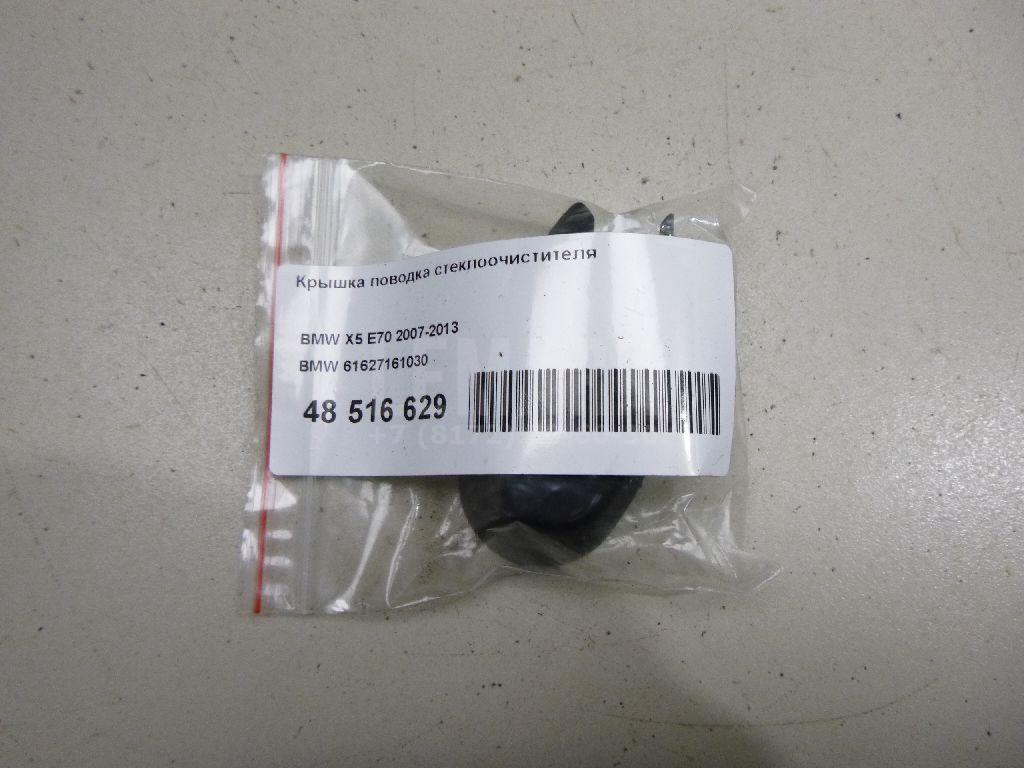 Крышка поводка стеклоочистителя
BMW X5 E70 2007-2013
BMW 61627161030
48 516 629